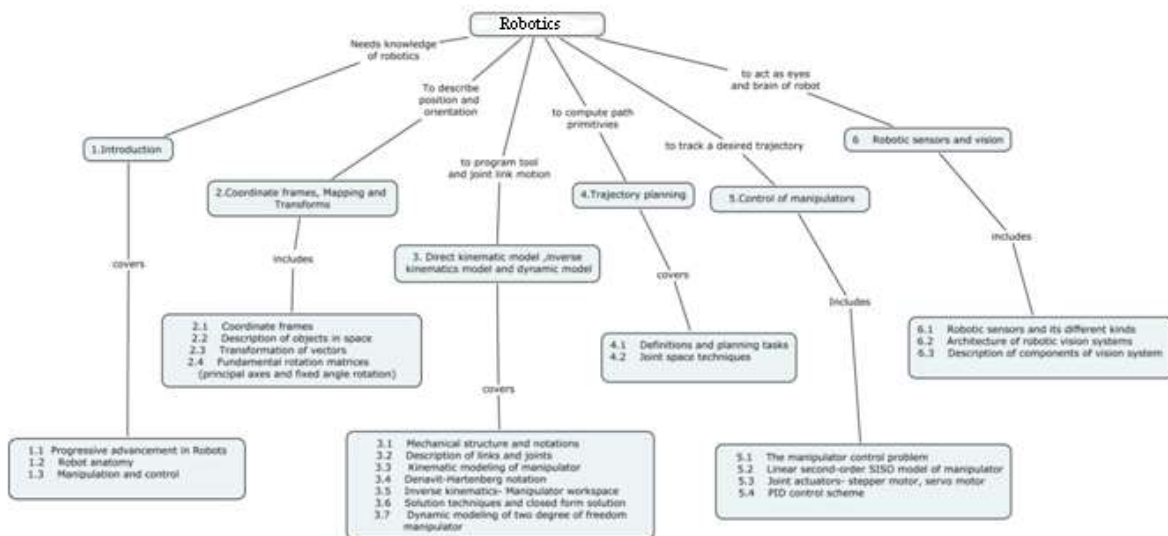 Robotics
Needs knowledge
of robotics
To describe
position and
orientation
to program tool
and joint link motion
to compute path
primitivies
to track a desired trajectory
to act as eyes
and brain of robot
1.Introduction
2.Coordinate frames, Mapping and
Transforms
3. Direct kinematic model ,inverse
kinematics model and dynamic model
4.Trajectory planning
5.Control of manipulators
6 Robotic sensors and vision
covers
includes
covers
covers
Includes
includes
1.1 Progressive advancement in Robots
1.2 Robot anatomy
1.3 Manipulation and control
2.1 Coordinate frames
2.2 Description of objects in space
2.3 Transformation of vectors
2.4 Fundamental rotation matrices
(principal axes and fixed angle rotation)
3.1 Mechanical structure and notations
3.2 Description of links and joints
3.3 Kinematic modeling of manipulator
3.4 Denavit-Hartenberg notation
3.5 Inverse kinematics- Manipulator workspace
3.6 Solution techniques and closed form solution
3.7 Dynamic modeling of two degree of freedom
manipulator
4.1 Definitions and planning tasks
4.2 Joint space techniques
5.1 The manipulator control problem
5.2 Linear second-order SISO model of manipulator
5.3 Joint actuators- stepper motor, servo motor
5.4 PID control scheme
6.1 Robotic sensors and its different kinds
6.2 Architecture of robotic vision systems
6.3 Description of components of vision system